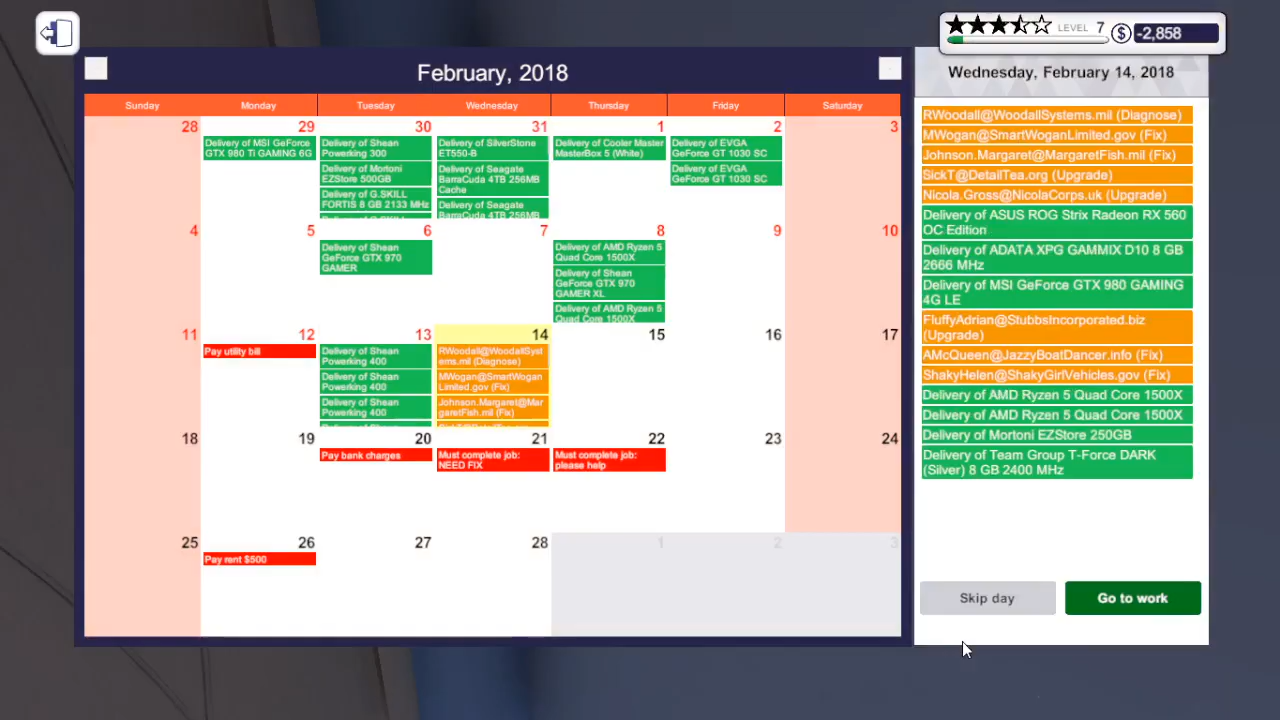 LEVEL 7
$ -2,858
February, 2018
Wednesday, February 14, 2018
Sunday
Monday
Tuesday
Wednesday
Thursday
Friday
Saturday
28
29
Delivery of MSI GeForce
GTX 980 Ti GAMING 6G
30
Delivery of Shean
Powerking 300
Delivery of Mortoni
EZStore 500GB
Delivery of G.SKILL
FORTIS 8 GB 2133 MHz
31
Delivery of SilverStone
ET550-B
Delivery of Seagate
BarraCuda 4TB 256MB
Cache
Delivery of Seagate
BarraCuda 4TB 256MB
1
Delivery of Cooler Master
MasterBox 5 (White)
2
Delivery of EVGA
GeForce GT 1030 SC
Delivery of EVGA
GeForce GT 1030 SC
3
4
5
6
Delivery of Shean
GeForce GTX 970
GAMER
7
8
Delivery of AMD Ryzen 5
Quad Core 1500X
Delivery of Shean
GeForce GTX 970
GAMER XL
Delivery of AMD Ryzen 5
Quad Core 1500X
9
10
11
12
Pay utility bill
13
Delivery of Shean
Powerking 400
Delivery of Shean
Powerking 400
Delivery of Shean
Powerking 400
14
RWoodall@WoodallSyst
ems.mil (Diagnose)
MWogan@SmartWogan
Limited.gov (Fix)
Johnson.Margaret@Mar
garetFish.mil (Fix)
15
16
17
18
19
20
Pay bank charges
21
Must complete job:
NEED FIX
22
Must complete job:
please help
23
24
25
26
Pay rent $500
27
28
1
2
3
RWoodall@WoodallSystems.mil (Diagnose)
MWogan@SmartWoganLimited.gov (Fix)
Johnson.Margaret@MargaretFish.mil (Fix)
SickT@DetailTea.org (Upgrade)
Nicola.Gross@NicolaCorps.uk (Upgrade)
Delivery of ASUS ROG Strix Radeon RX 560
OC Edition
Delivery of ADATA XPG GAMMIX D10 8 GB
2666 MHz
Delivery of MSI GeForce GTX 980 GAMING
4G LE
FluffyAdrian@StubbsIncorporated.biz
(Upgrade)
AMcQueen@JazzyBoatDancer.info (Fix)
ShakyHelen@ShakyGirlVehicles.gov (Fix)
Delivery of AMD Ryzen 5 Quad Core 1500X
Delivery of AMD Ryzen 5 Quad Core 1500X
Delivery of Mortoni EZStore 250GB
Delivery of Team Group T-Force DARK
(Silver) 8 GB 2400 MHz
Skip day
Go to work